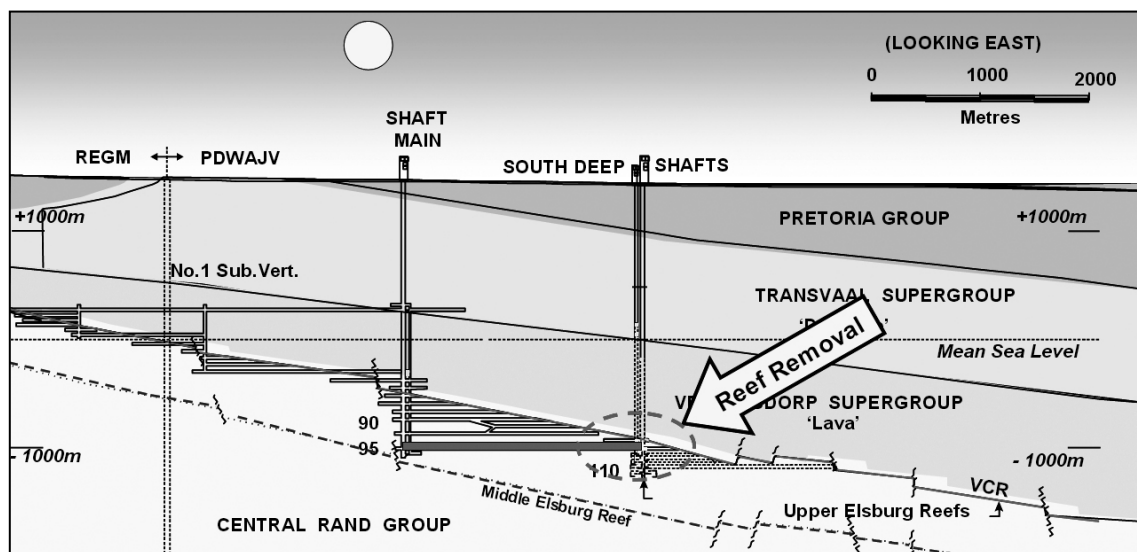 (LOOKING EAST)
0 1000 2000
Metres
SHAFT
MAIN
REGM PDWAJV
SOUTH DEEP SHAFTS
PRETORIA GROUP
+1000m +1000m
No.1 Sub.Vert.
TRANSVAAL SUPERGROUP
Mean Sea Level
Reef Removal
SUPERGROUP
'Lava'
90
95
110
- 1000m - 1000m
Middle Elsburg Reef
VCR
Upper Elsburg Reefs
CENTRAL RAND GROUP